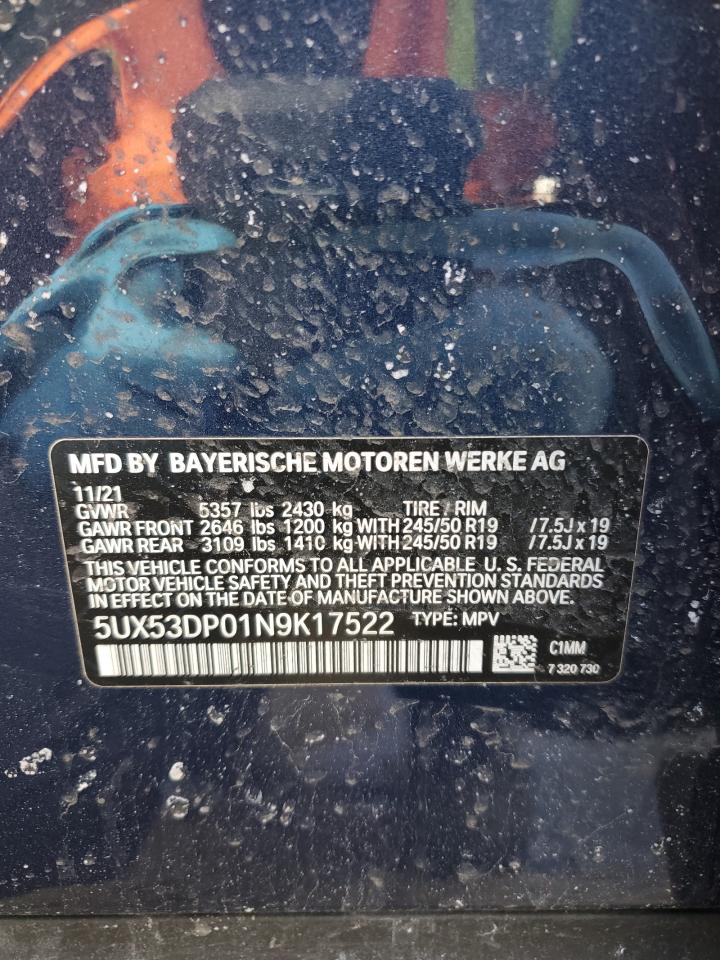 MFD BY BAYERISCHE MOTOREN WERKE AG
11/21
GVWR 5357 lbs 2430 kg TIRE / RIM
GAWR FRONT 2646 lbs 1200 kg WITH 245/50 R19 / 7.5J x 19
GAWR REAR 3109 lbs 1410 kg WITH 245/50 R19 / 7.5J x 19
THIS VEHICLE CONFORMS TO ALL APPLICABLE U. S. FEDERAL
MOTOR VEHICLE SAFETY AND THEFT PREVENTION STANDARDS
IN EFFECT ON THE DATE OF MANUFACTURE SHOWN ABOVE.
5UX53DP01N9K17522 TYPE: MPV
C1MM
7 320 730